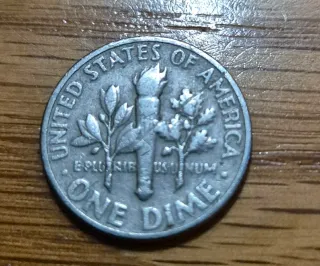 UNITED STATES OF AMERICA
E PLURIBUS UNUM
· ONE DIME ·